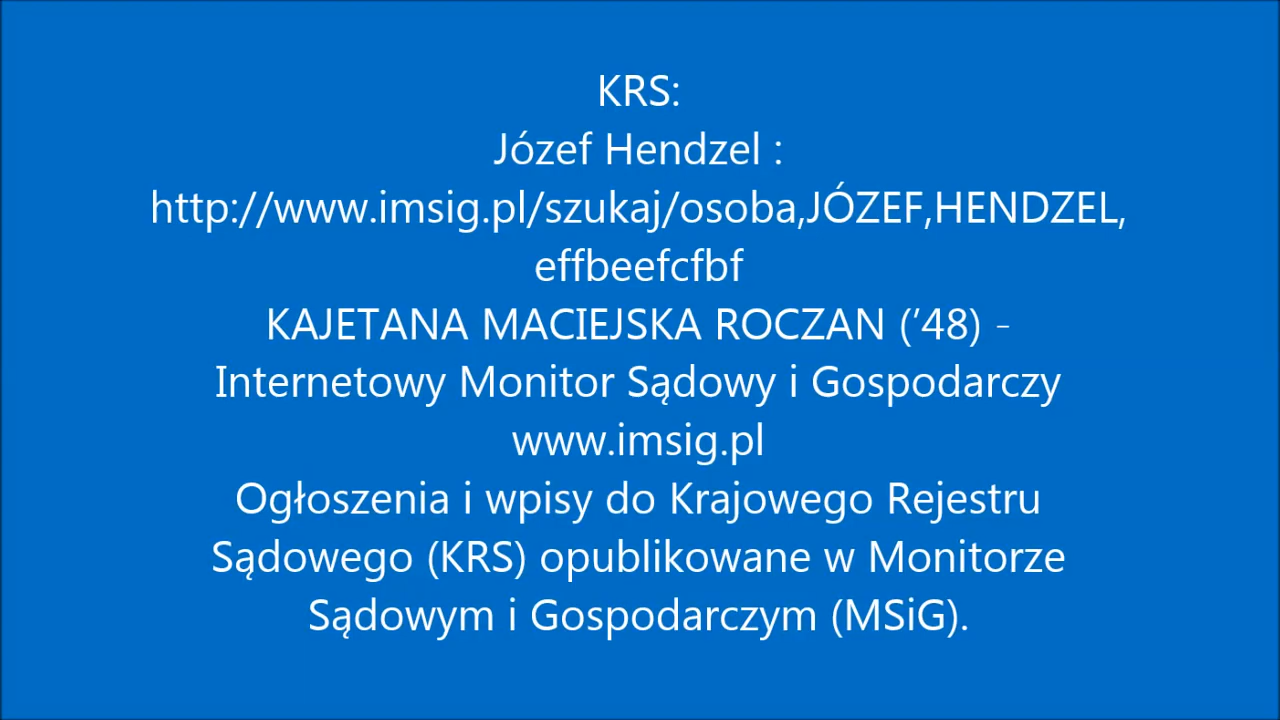 KRS:
Józef Hendzel :
http://www.imsig.pl/szukaj/osoba,JÓZEF,HENDZEL,
effbeefcfbf
KAJETANA MACIEJSKA ROCZAN (’48) -
Internetowy Monitor Sądowy i Gospodarczy
www.imsig.pl
Ogłoszenia i wpisy do Krajowego Rejestru
Sądowego (KRS) opublikowane w Monitorze
Sądowym i Gospodarczym (MSiG).